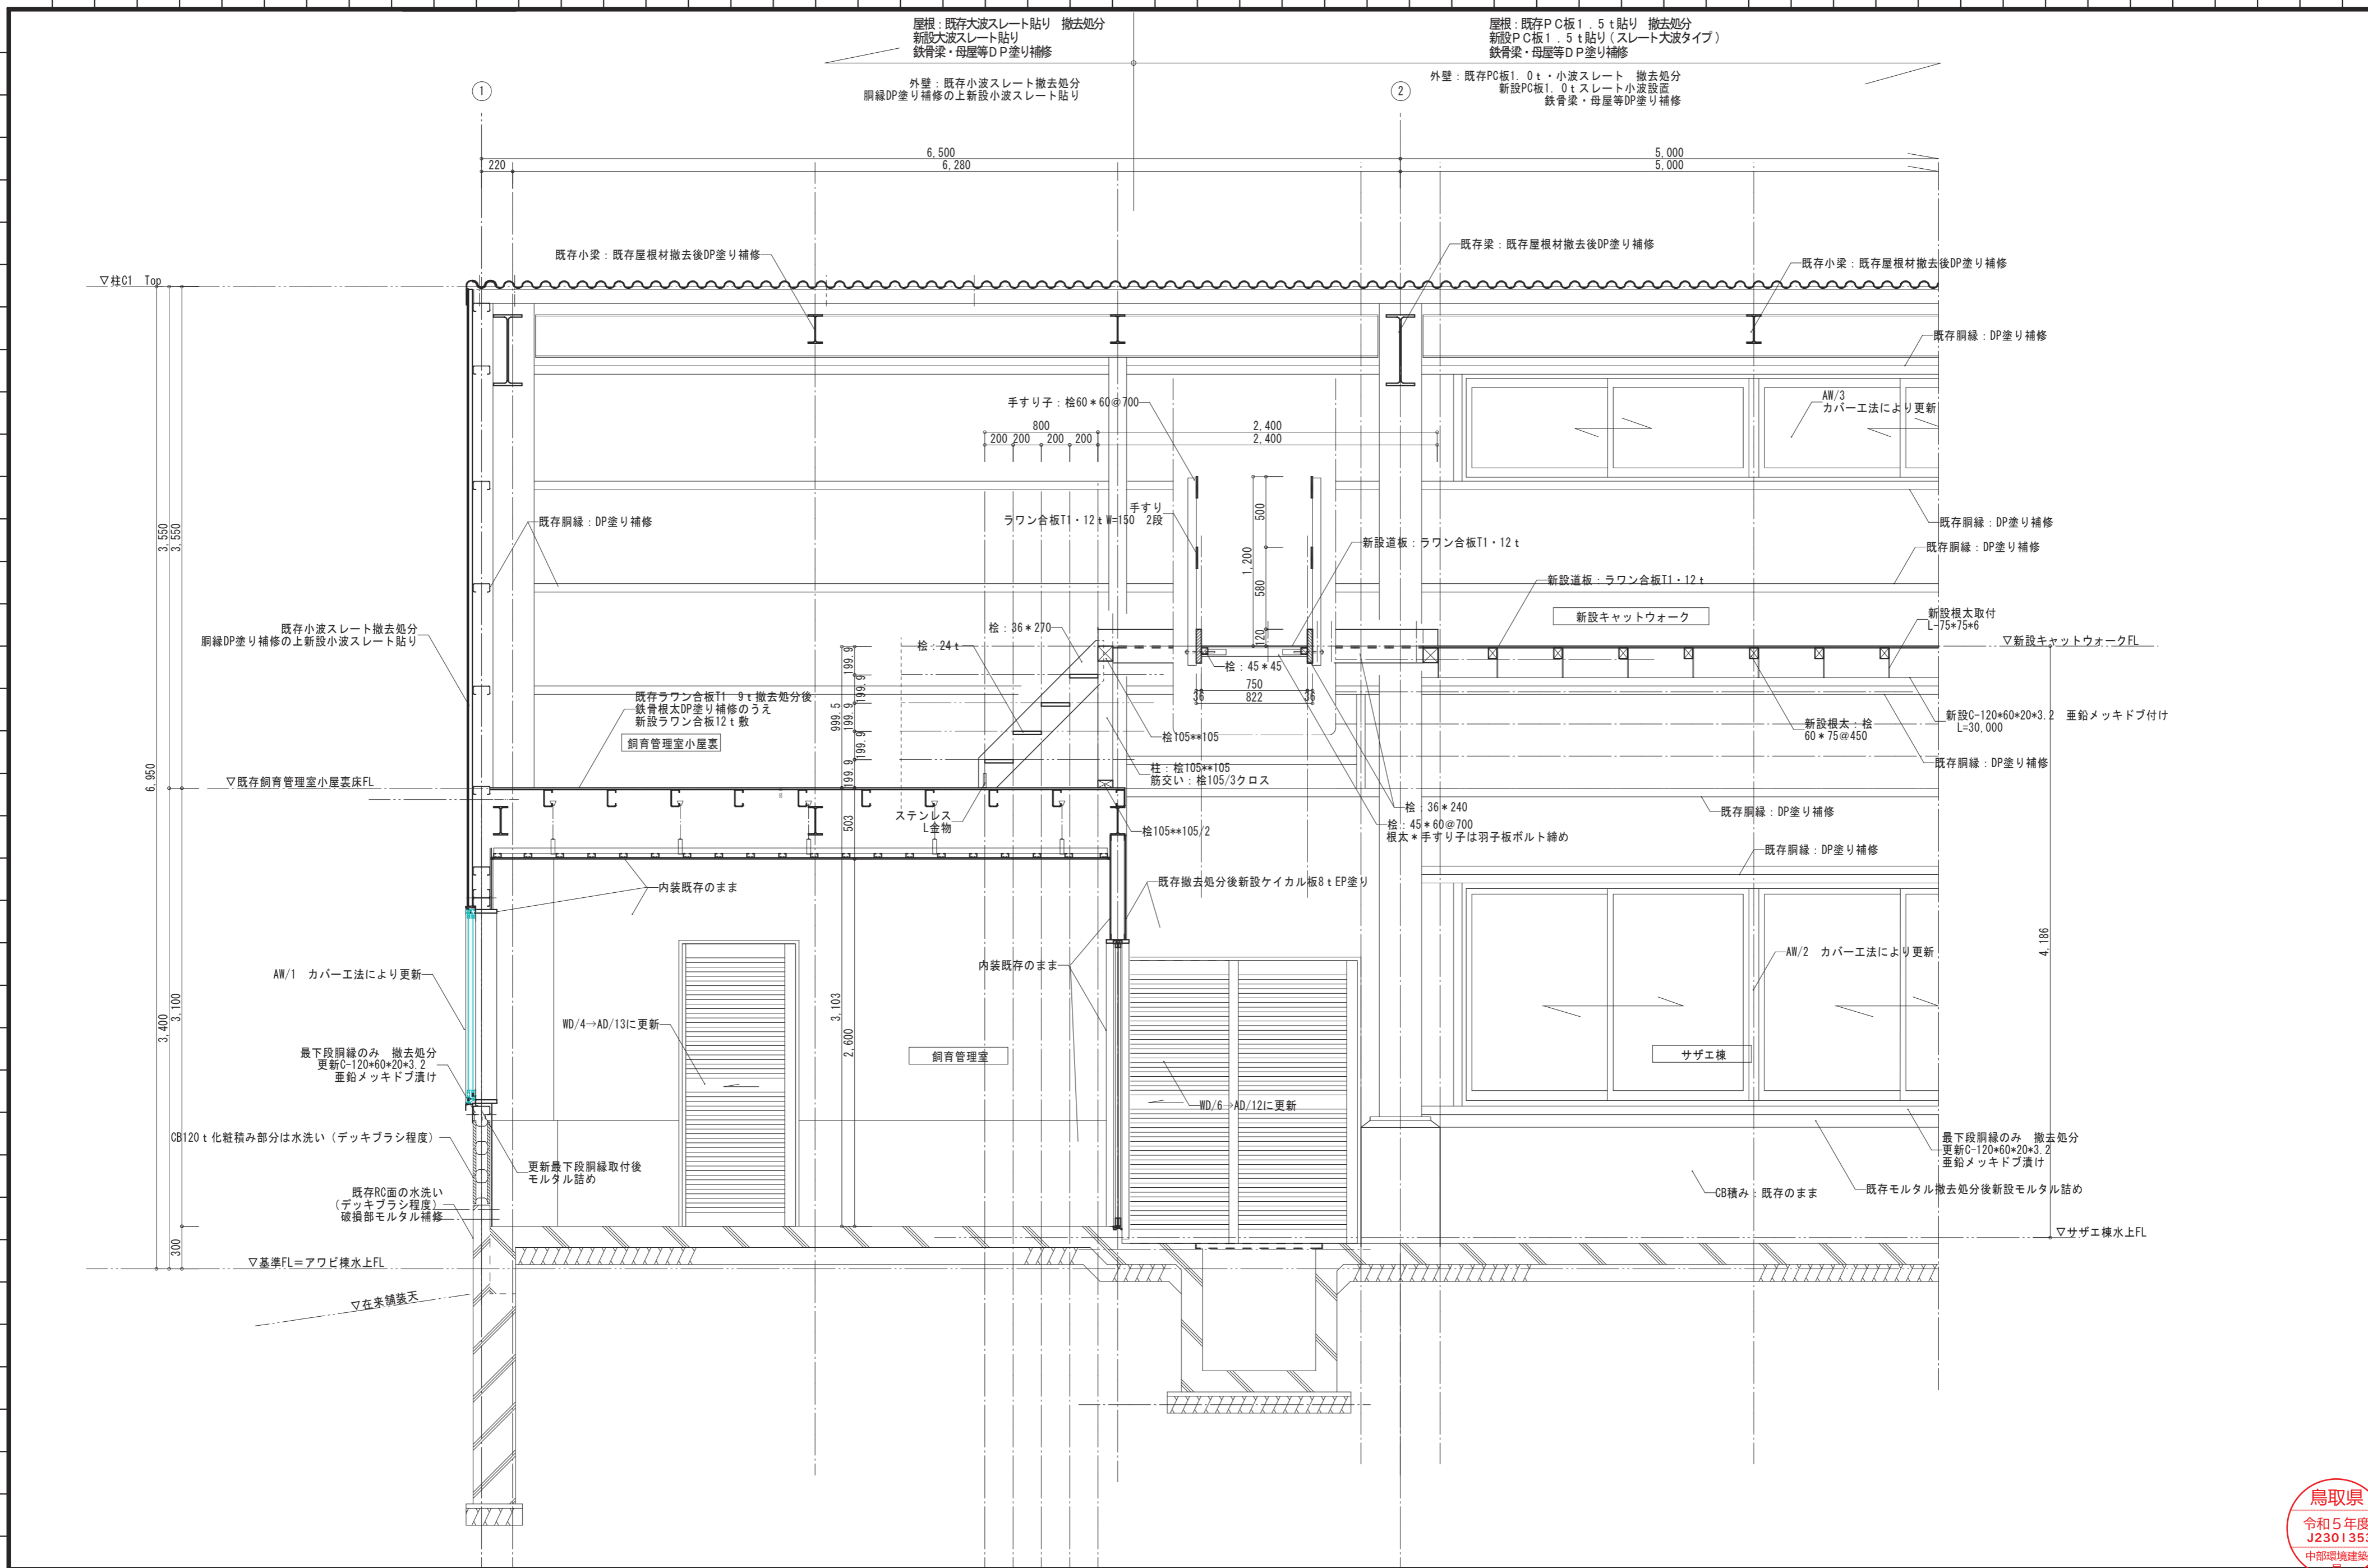 屋根：既存大波スレート貼り　撤去処分
新設大波スレート貼り
鉄骨梁・母屋等ＤＰ塗り補修
外壁：既存小波スレート撤去処分
胴縁DP塗り補修の上新設小波スレート貼り
屋根：既存ＰＣ板１．５ｔ貼り　撤去処分
新設ＰＣ板１．５ｔ貼り（スレート大波タイプ）
鉄骨梁・母屋等ＤＰ塗り補修
外壁：既存PC板1.0ｔ・小波スレート　撤去処分
新設PC板1.0ｔスレート小波設置
鉄骨梁・母屋等DP塗り補修
1
2
6,500
5,000
220
6,280
5,000
既存小梁：既存屋根材撤去後DP塗り補修
既存梁：既存屋根材撤去後DP塗り補修
既存小梁：既存屋根材撤去後DP塗り補修
▽柱C1　Top
既存胴縁：DP塗り補修
手すり子：桧60＊60@700
AW/3
カバー工法により更新
800
2,400
200
200
200
200
2,400
手すり
ラワン合板T1・12ｔW=150　2段
500
1,200
580
120
既存胴縁：DP塗り補修
新設道板：ラワン合板T1・12ｔ
既存胴縁：DP塗り補修
既存胴縁：DP塗り補修
3,550
3,550
新設道板：ラワン合板T1・12ｔ
新設キャットウォーク
新設根太取付
L-75*75*6
既存小波スレート撤去処分
胴縁DP塗り補修の上新設小波スレート貼り
桧：36＊270
桧：24ｔ
▽新設キャットウォークFL
桧：45＊45
750
36
822
36
既存ラワン合板T1　9ｔ撤去処分後
鉄骨根太DP塗り補修のうえ
新設ラワン合板12ｔ敷
飼育管理室小屋裏
199.9
199.9
199.9
199.9
199.9
999.5
桧105**105
新設C-120*60*20*3.2　亜鉛メッキドブ付け
L=30,000
新設根太：桧
60＊75@450
既存胴縁：DP塗り補修
6,950
▽既存飼育管理室小屋裏床FL
柱：桧105**105
筋交い：桧105/3クロス
ステンレス
L金物
503
桧105**105/2
桧：36＊240
桧：45＊60@700
根太＊手すり子は羽子板ボルト締め
既存胴縁：DP塗り補修
既存胴縁：DP塗り補修
内装既存のまま
既存撤去処分後新設ケイカル板8ｔEP塗り
AW/1　カバー工法により更新
内装既存のまま
AW/2　カバー工法により更新
4,186
3,400
3,100
3,103
2,600
WD/4→AD/13に更新
飼育管理室
サザエ棟
最下段胴縁のみ　撤去処分
更新C-120*60*20*3.2
亜鉛メッキドブ漬け
WD/6→AD/12に更新
CB120ｔ化粧積み部分は水洗い（デッキブラシ程度）
更新最下段胴縁取付後
モルタル詰め
最下段胴縁のみ　撤去処分
更新C-120*60*20*3.2
亜鉛メッキドブ漬け
既存RC面の水洗い
（デッキブラシ程度）
破損部モルタル補修
CB積み：既存のまま
既存モルタル撤去処分後新設モルタル詰め
300
▽サザエ棟水上FL
▽基準FL＝アワビ棟水上FL
▽在来舗装天
鳥取県
令和５年度
J2301353
中部環境建築